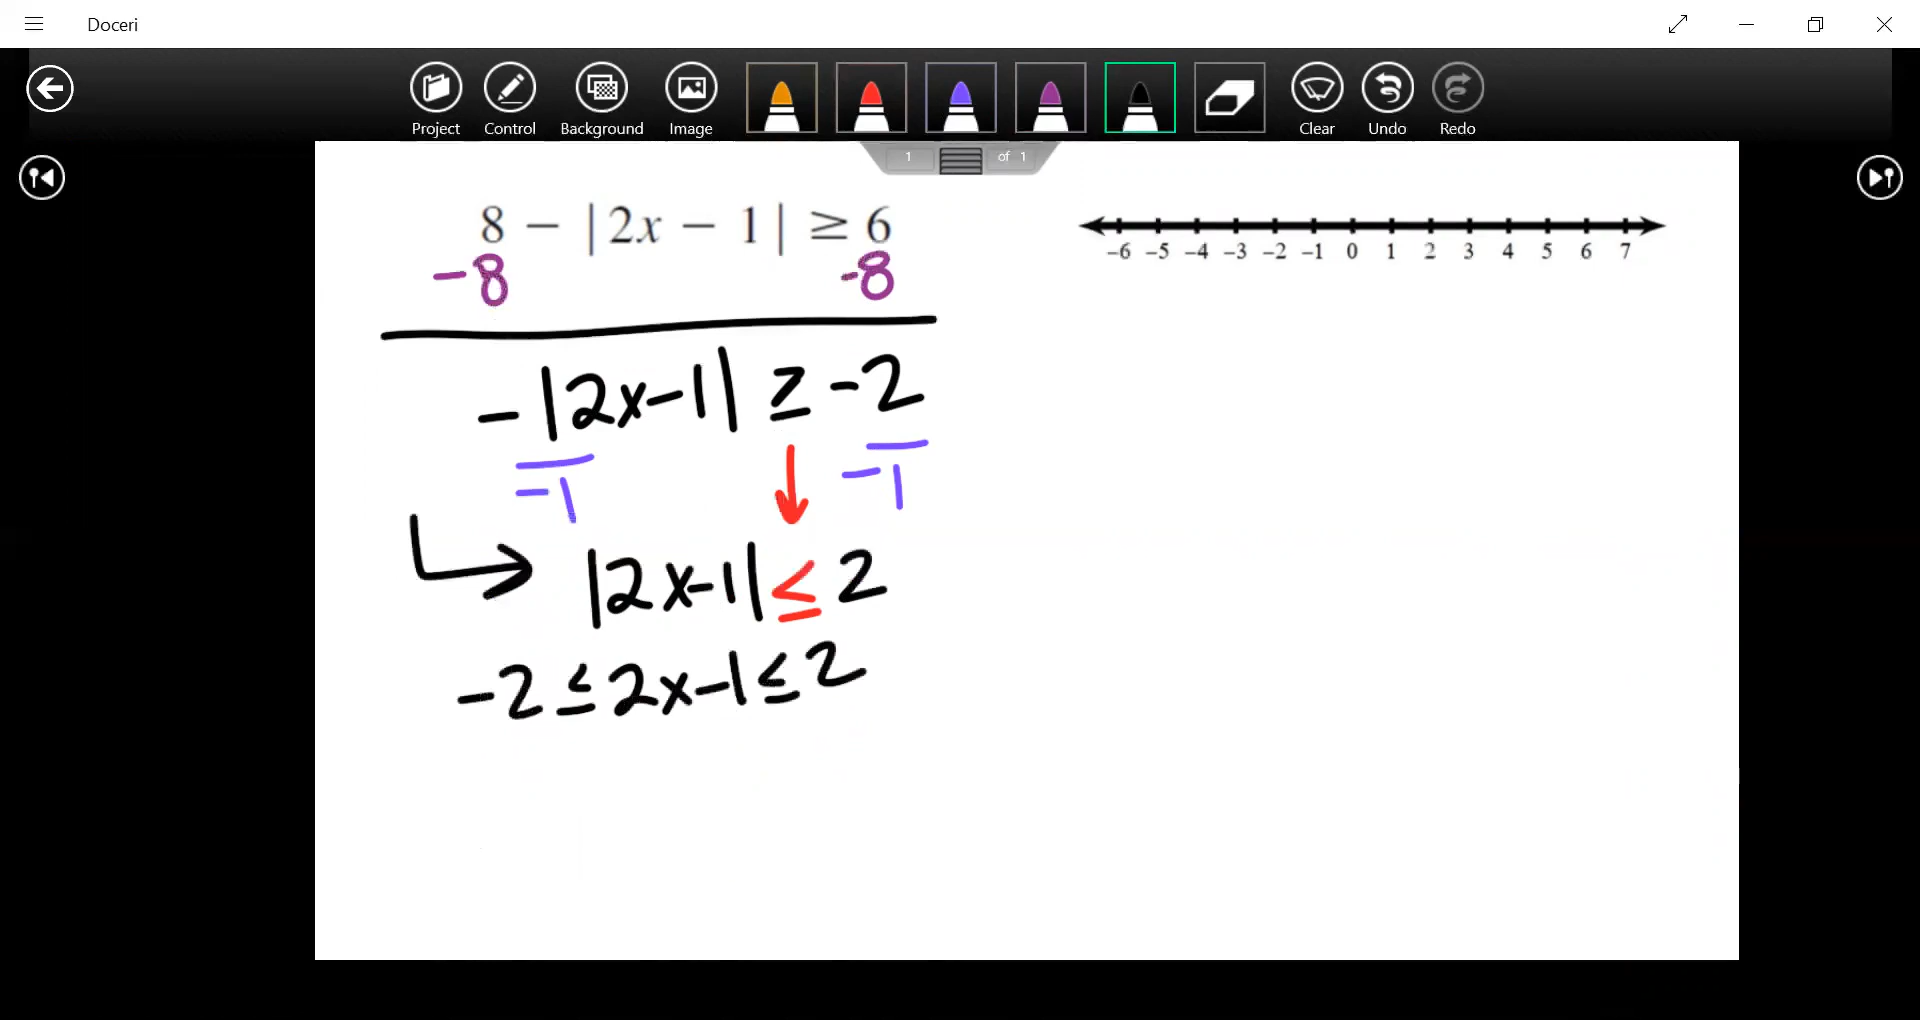 Doceri
Project Control Background Image Clear Undo Redo
1 of 1
8 − |2x − 1| ≥ 6
-8 -8
-6 -5 -4 -3 -2 -1 0 1 2 3 4 5 6 7
-|2x-1| ≥ -2
-1 -1
|2x-1| ≤ 2
-2 ≤ 2x-1 ≤ 2